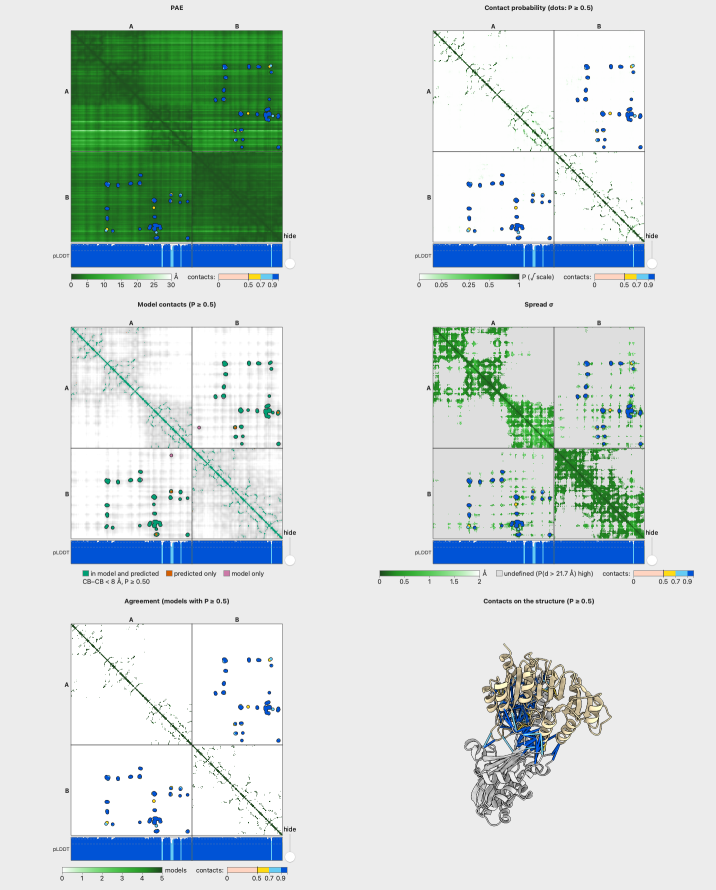 PAE
A
B
A
B
hide
pLDDT
0 5 10 15 20 25 30 Å contacts: 0 0.5 0.7 0.9
Contact probability (dots: P ≥ 0.5)
A
B
A
B
hide
pLDDT
0 0.05 0.25 0.5 1 P (√ scale) contacts: 0 0.5 0.7 0.9
Model contacts (P ≥ 0.5)
A
B
A
B
hide
pLDDT
in model and predicted predicted only model only
CB–CB < 8 Å, P ≥ 0.50
Spread σ
A
B
A
B
hide
pLDDT
0 0.5 1 1.5 2 Å undefined (P(d > 21.7 Å) high) contacts: 0 0.5 0.7 0.9
Agreement (models with P ≥ 0.5)
A
B
A
B
hide
pLDDT
0 1 2 3 4 5 models contacts: 0 0.5 0.7 0.9
Contacts on the structure (P ≥ 0.5)